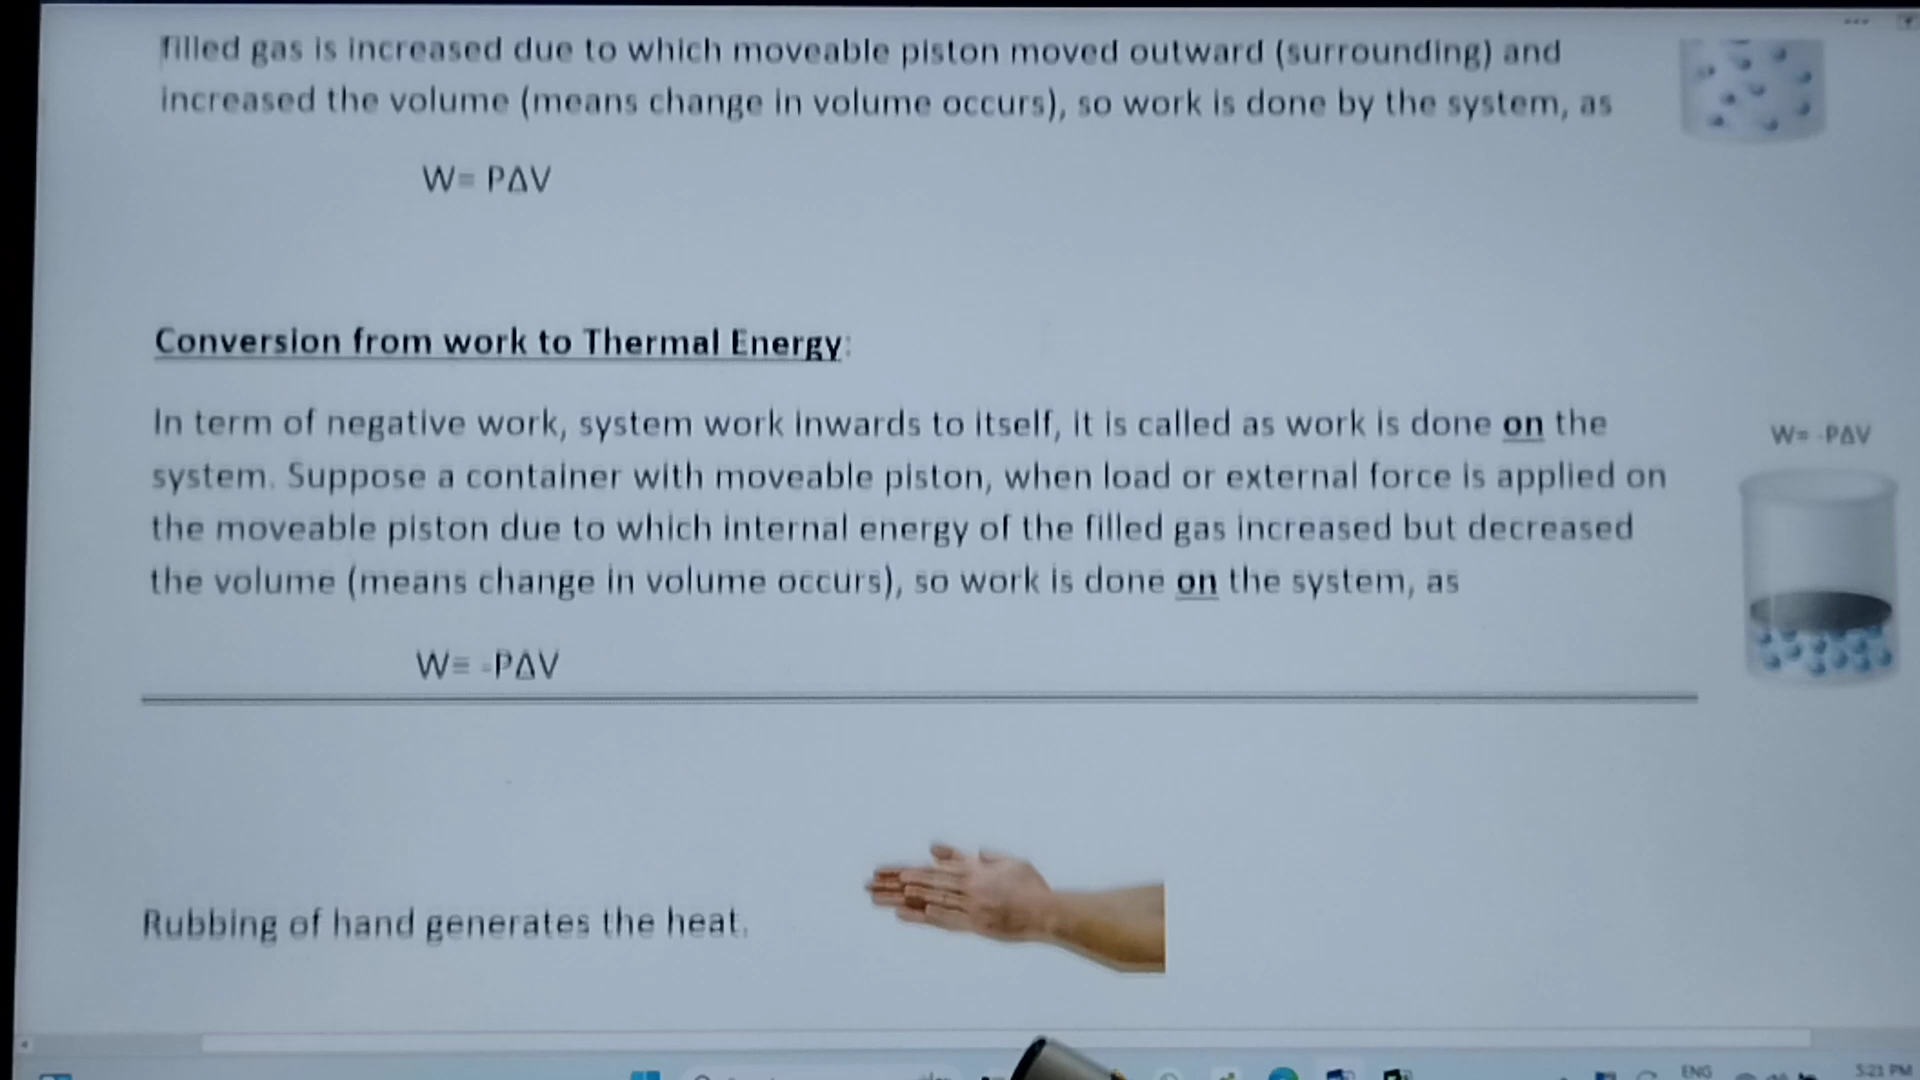 filled gas is increased due to which moveable piston moved outward (surrounding) and
increased the volume (means change in volume occurs), so work is done by the system, as
W= PΔV
Conversion from work to Thermal Energy:
In term of negative work, system work inwards to itself, it is called as work is done on the
system. Suppose a container with moveable piston, when load or external force is applied on
the moveable piston due to which internal energy of the filled gas increased but decreased
the volume (means change in volume occurs), so work is done on the system, as
W= -PΔV
W= -PΔV
Rubbing of hand generates the heat.
ENG
5:21 PM